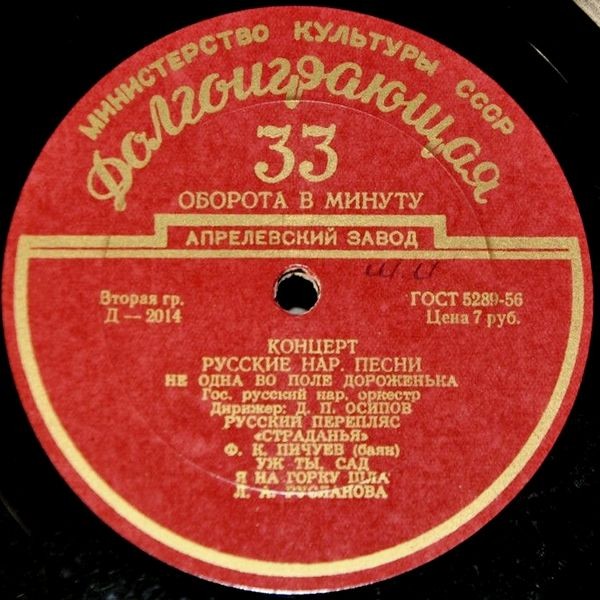 МИНИСТЕРСТВО КУЛЬТУРЫ СССР
Долгоиграющая
33
ОБОРОТА В МИНУТУ
АПРЕЛЕВСКИЙ ЗАВОД
Вторая гр.
Д — 2014
ГОСТ 5289-56
Цена 7 руб.
КОНЦЕРТ
РУССКИЕ НАР. ПЕСНИ
НЕ ОДНА ВО ПОЛЕ ДОРОЖЕНЬКА
Гос. русский нар. оркестр
Дирижер: Д. П. ОСИПОВ
РУССКИЙ ПЕРЕПЛЯС
«СТРАДАНЬЯ»
Ф. К. ПИЧУЕВ (баян)
УЖ ТЫ, САД
Я НА ГОРКУ ШЛА
Л. А. РУСЛАНОВА